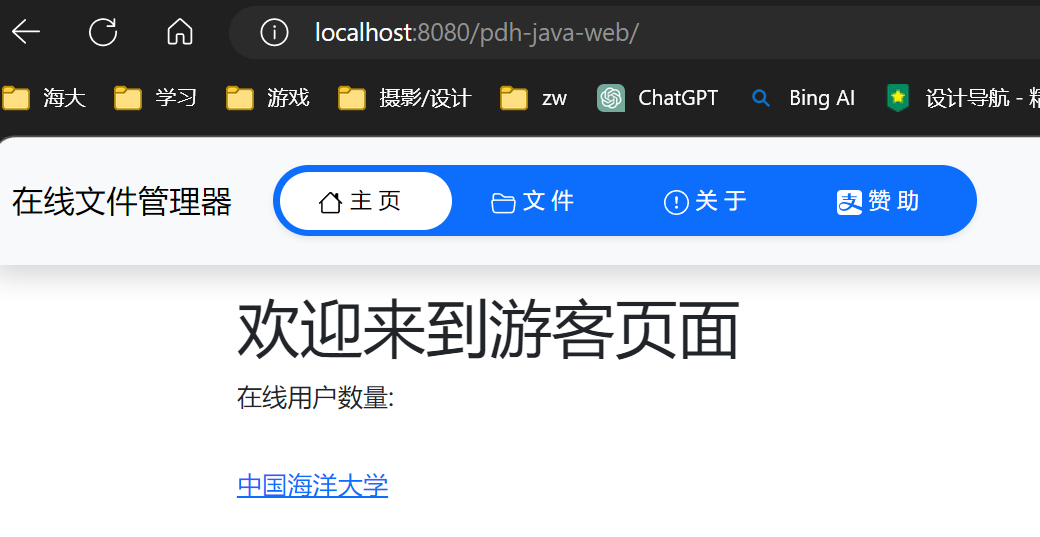 localhost:8080/pdh-java-web/
海大 学习 游戏 摄影/设计 zw ChatGPT Bing AI 设计导航 -
在线文件管理器 主页 文件 关于 赞助
欢迎来到游客页面
在线用户数量:
中国海洋大学